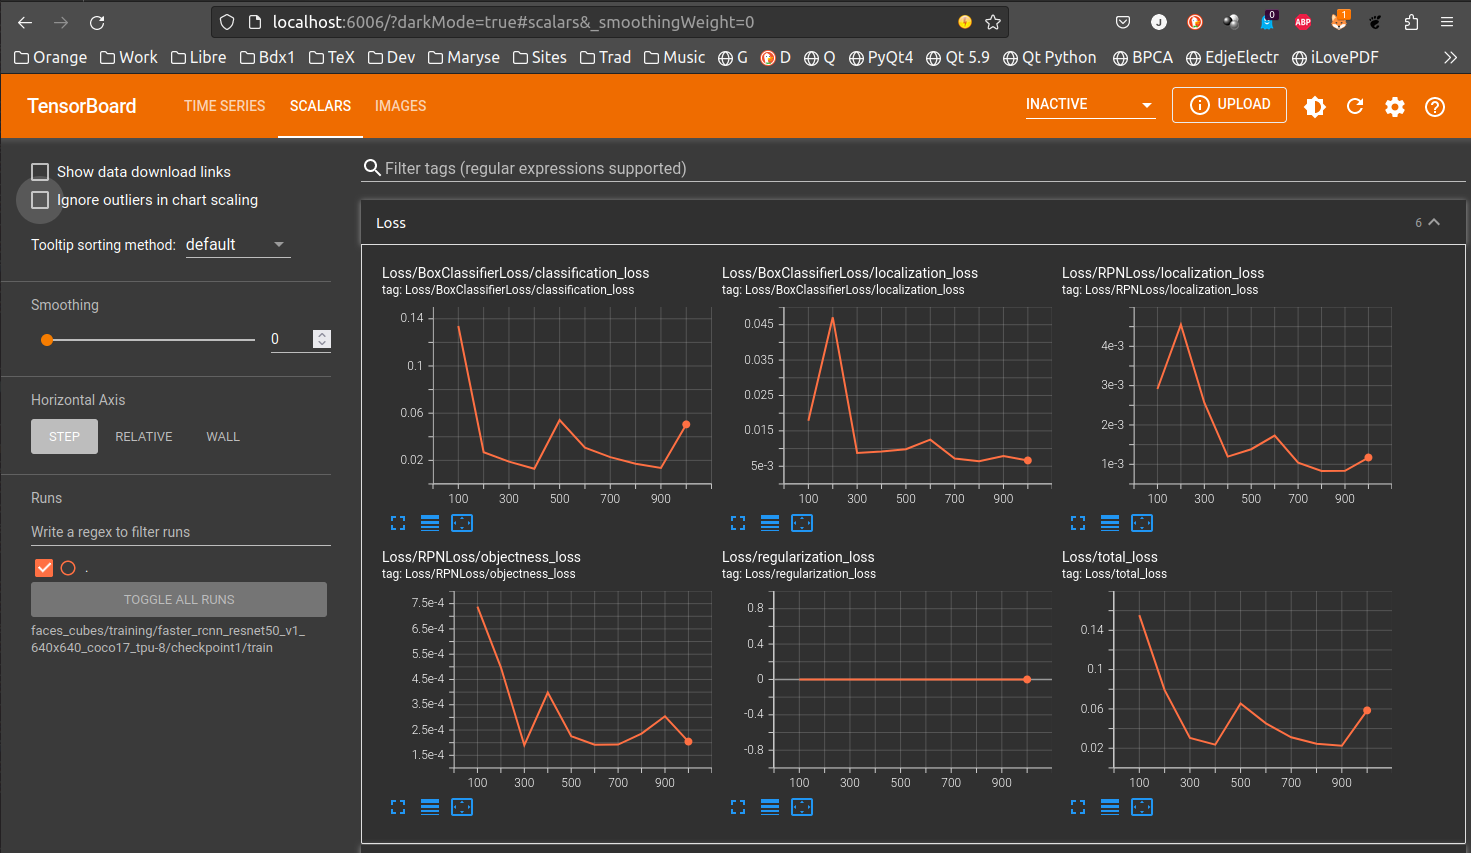 localhost:6006/?darkMode=true#scalars&_smoothingWeight=0
J 0 ABP 1
Orange Work Libre Bdx1 TeX Dev Maryse Sites Trad Music G D Q PyQt4 Qt 5.9 Qt Python BPCA EdjeElectr iLovePDF
TensorBoard TIME SERIES SCALARS IMAGES INACTIVE UPLOAD
Show data download links
Ignore outliers in chart scaling
Tooltip sorting method: default
Smoothing
0
Horizontal Axis
STEP RELATIVE WALL
Runs
Write a regex to filter runs
.
TOGGLE ALL RUNS
faces_cubes/training/faster_rcnn_resnet50_v1_
640x640_coco17_tpu-8/checkpoint1/train
Filter tags (regular expressions supported)
Loss 6
Loss/BoxClassifierLoss/classification_loss
tag: Loss/BoxClassifierLoss/classification_loss
0.14
0.1
0.06
0.02
100 300 500 700 900
Loss/BoxClassifierLoss/localization_loss
tag: Loss/BoxClassifierLoss/localization_loss
0.045
0.035
0.025
0.015
5e-3
100 300 500 700 900
Loss/RPNLoss/localization_loss
tag: Loss/RPNLoss/localization_loss
4e-3
3e-3
2e-3
1e-3
100 300 500 700 900
Loss/RPNLoss/objectness_loss
tag: Loss/RPNLoss/objectness_loss
7.5e-4
6.5e-4
5.5e-4
4.5e-4
3.5e-4
2.5e-4
1.5e-4
100 300 500 700 900
Loss/regularization_loss
tag: Loss/regularization_loss
0.8
0.4
0
-0.4
-0.8
100 300 500 700 900
Loss/total_loss
tag: Loss/total_loss
0.14
0.1
0.06
0.02
100 300 500 700 900